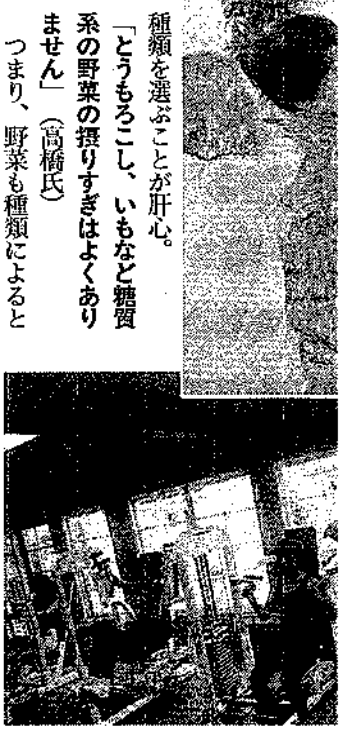 種類を選ぶことが肝心。
「とうもろこし、いもなど糖質
系の野菜の摂りすぎはよくあり
ません」（高橋氏）
つまり、野菜も種類によると